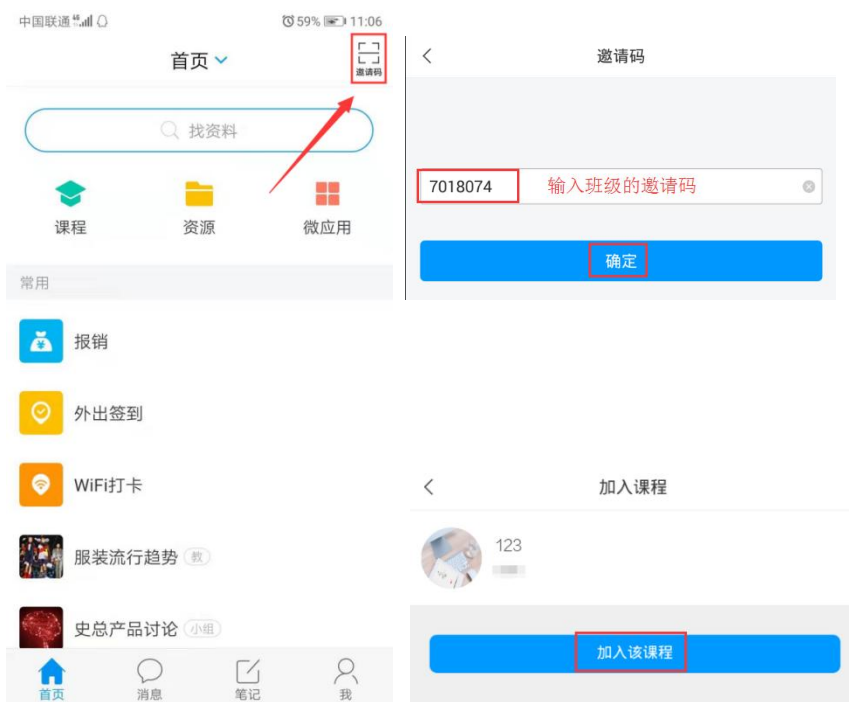 中国联通
59% 11:06
首页
邀请码
找资料
课程 资源 微应用
常用
报销
外出签到
WiFi打卡
服装流行趋势 教
史总产品讨论 小组
首页 消息 笔记 我
邀请码
7018074 输入班级的邀请码
确定
加入课程
123
加入该课程